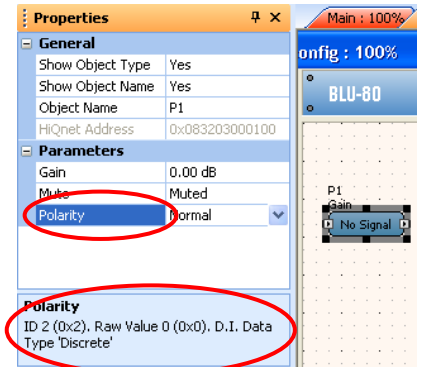 Properties
General
Show Object Type Yes
Show Object Name Yes
Object Name P1
HiQnet Address 0x083203000100
Parameters
Gain 0.00 dB
Mute Muted
Polarity Normal
Polarity
ID 2 (0x2). Raw Value 0 (0x0). D.I. Data
Type 'Discrete'
Main : 100%
onfig : 100%
BLU-80
P1
Gain
No Signal